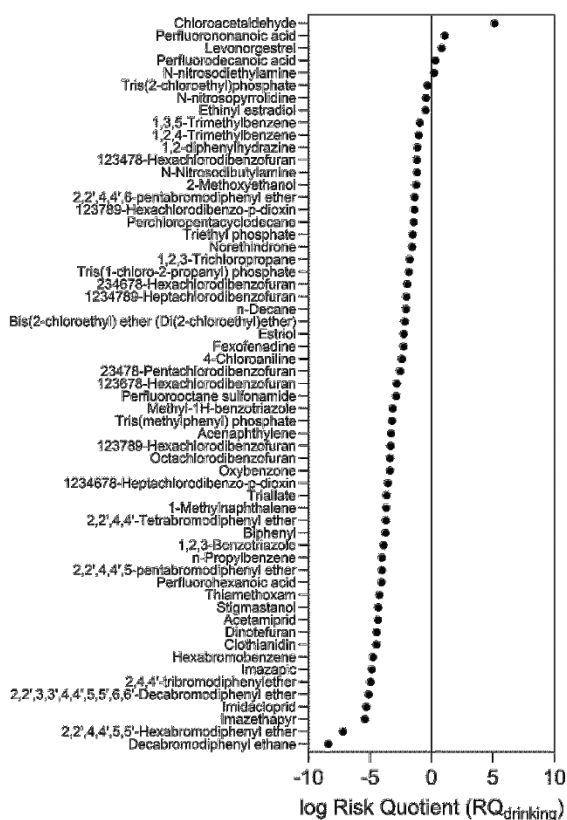 Chloroacetaldehyde
Perfluorononanoic acid
Levonorgestrel
Perfluorodecanoic acid
N-nitrosodiethylamine
Tris(2-chloroethyl)phosphate
N-nitrosopyrrolidine
Ethinyl estradiol
1,3,5-Trimethylbenzene
1,2,4-Trimethylbenzene
1,2-diphenylhydrazine
123478-Hexachlorodibenzofuran
N-Nitrosodibutylamine
2-Methoxyethanol
2,2',4,4',6-pentabromodiphenyl ether
123789-Hexachlorodibenzo-p-dioxin
Perchloropentacyclodecane
Triethyl phosphate
Norethindrone
1,2,3-Trichloropropane
Tris(1-chloro-2-propanyl) phosphate
234678-Hexachlorodibenzofuran
1234789-Heptachlorodibenzofuran
n-Decane
Bis(2-chloroethyl) ether (Di(2-chloroethyl)ether)
Estriol
Fexofenadine
4-Chloroaniline
23478-Pentachlorodibenzofuran
123678-Hexachlorodibenzofuran
Perfluorooctane sulfonamide
Methyl-1H-benzotriazole
Tris(methylphenyl) phosphate
Acenaphthylene
123789-Hexachlorodibenzofuran
Octachlorodibenzofuran
Oxybenzone
1234678-Heptachlorodibenzo-p-dioxin
Triallate
1-Methylnaphthalene
2,2',4,4'-Tetrabromodiphenyl ether
Biphenyl
1,2,3-Benzotriazole
n-Propylbenzene
2,2',4,4',5-pentabromodiphenyl ether
Perfluorohexanoic acid
Thiamethoxam
Stigmastanol
Acetamiprid
Dinotefuran
Clothianidin
Hexabromobenzene
Imazapic
2,4,4'-tribromodiphenylether
2,2',3,3',4,4',5,5',6,6'-Decabromodiphenyl ether
Imidacloprid
Imazethapyr
2,2',4,4',5,5'-Hexabromodiphenyl ether
Decabromodiphenyl ethane
-10 -5 0 5 10
log Risk Quotient (RQdrinking)